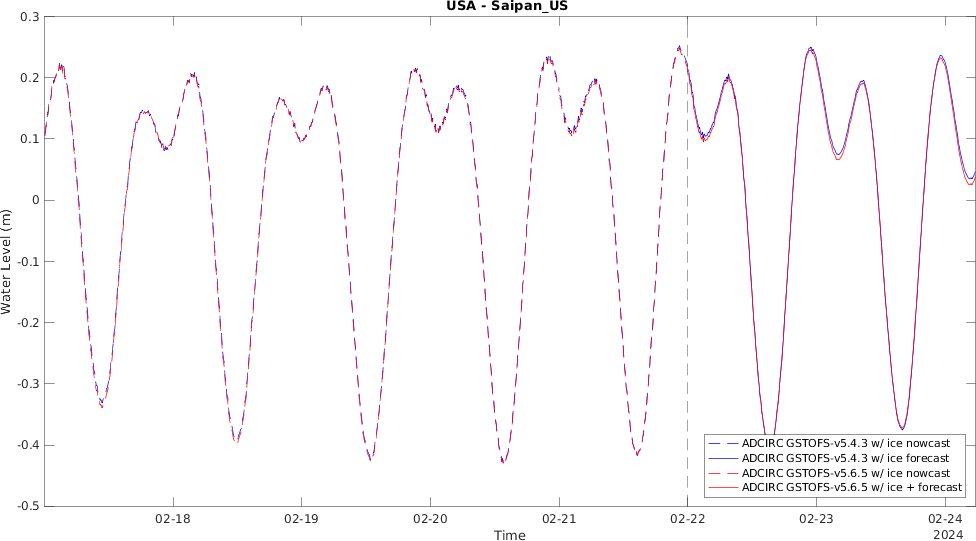 USA - Saipan_US
0.3
0.2
0.1
0
-0.1
-0.2
-0.3
-0.4
-0.5
Water Level (m)
ADCIRC GSTOFS-v5.4.3 w/ ice nowcast
ADCIRC GSTOFS-v5.4.3 w/ ice forecast
ADCIRC GSTOFS-v5.6.5 w/ ice nowcast
ADCIRC GSTOFS-v5.6.5 w/ ice + forecast
02-18 02-19 02-20 02-21 02-22 02-23 02-24
Time
2024